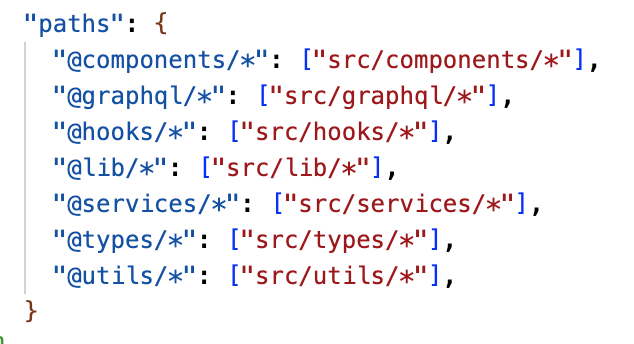 "paths": {
"@components/*": ["src/components/*"],
"@graphql/*": ["src/graphql/*"],
"@hooks/*": ["src/hooks/*"],
"@lib/*": ["src/lib/*"],
"@services/*": ["src/services/*"],
"@types/*": ["src/types/*"],
"@utils/*": ["src/utils/*"],
}